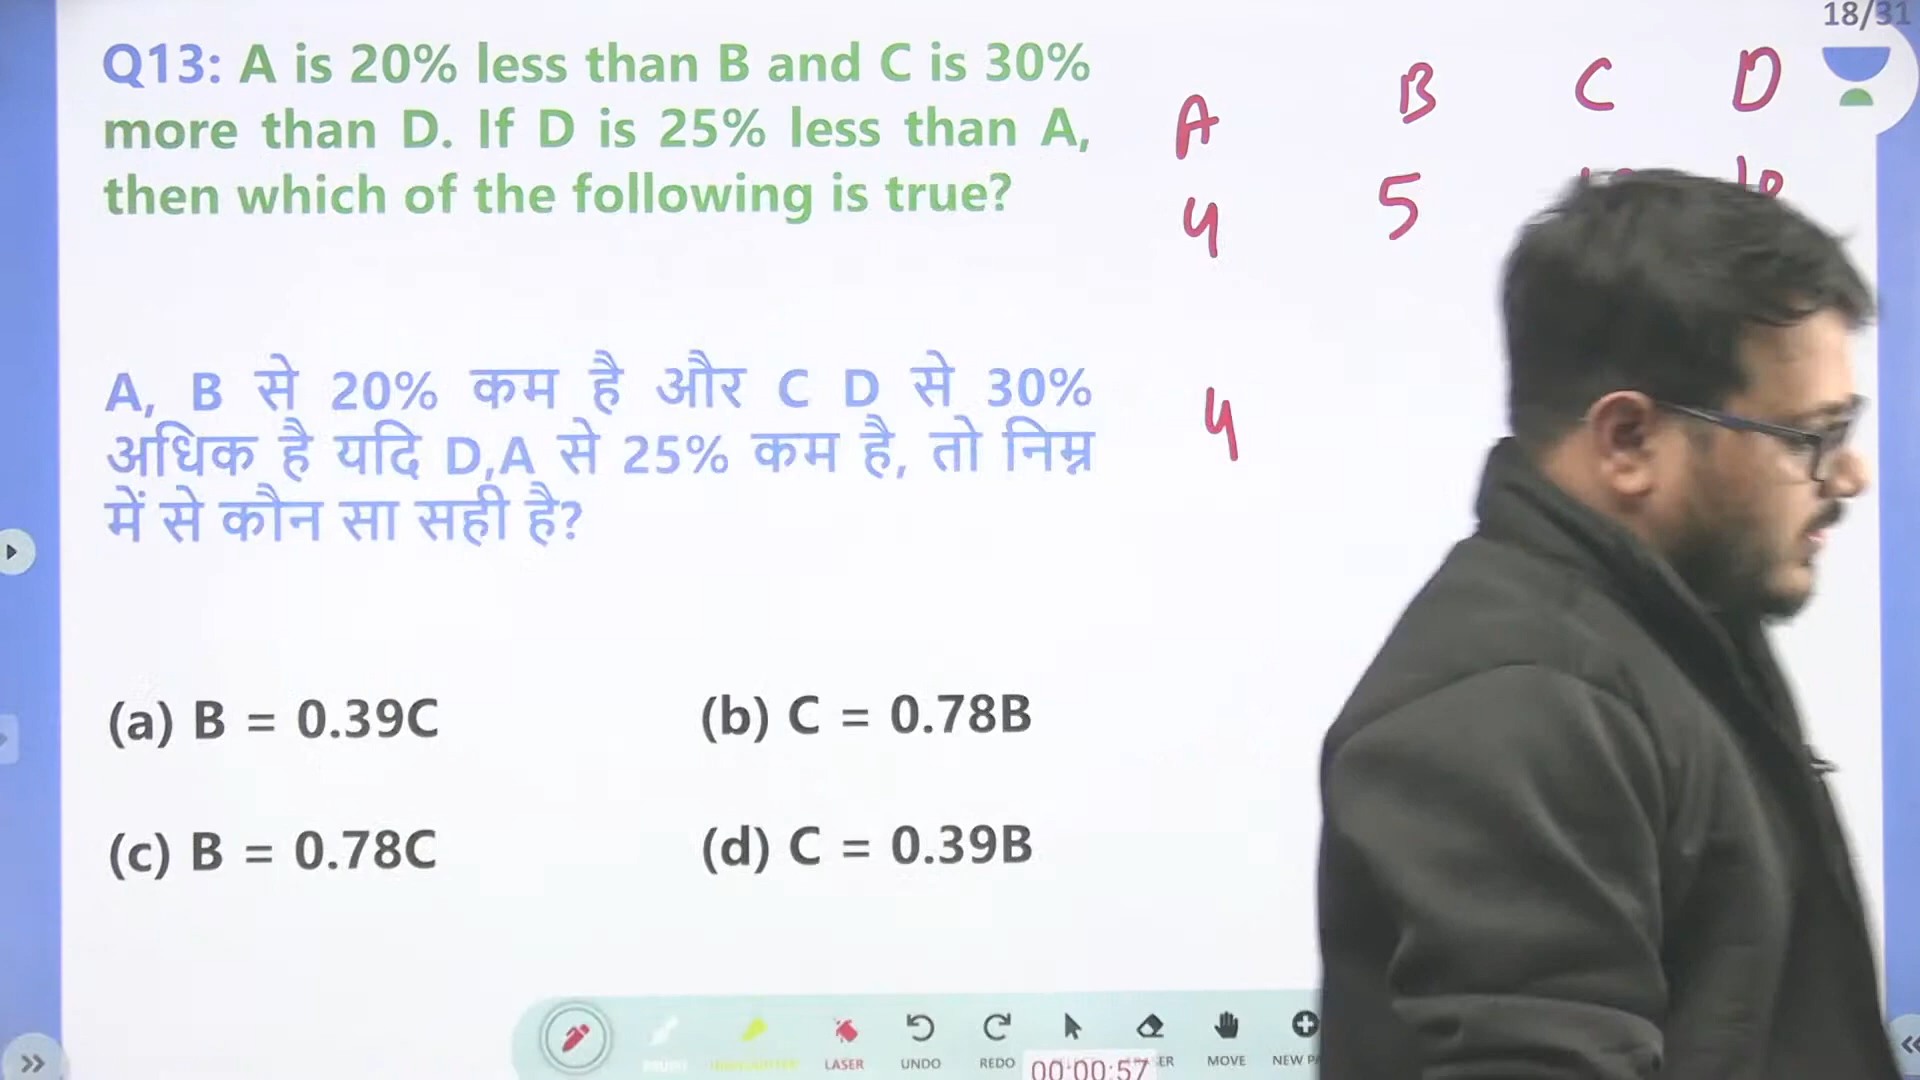 18/31
Q13: A is 20% less than B and C is 30%
more than D. If D is 25% less than A,
then which of the following is true?
A B C D
4 5
A, B से 20% कम है और C D से 30%
अधिक है यदि D,A से 25% कम है, तो निम्न
में से कौन सा सही है?
4
(a) B = 0.39C (b) C = 0.78B
(c) B = 0.78C (d) C = 0.39B
LASER UNDO REDO MOVE
00:00:57